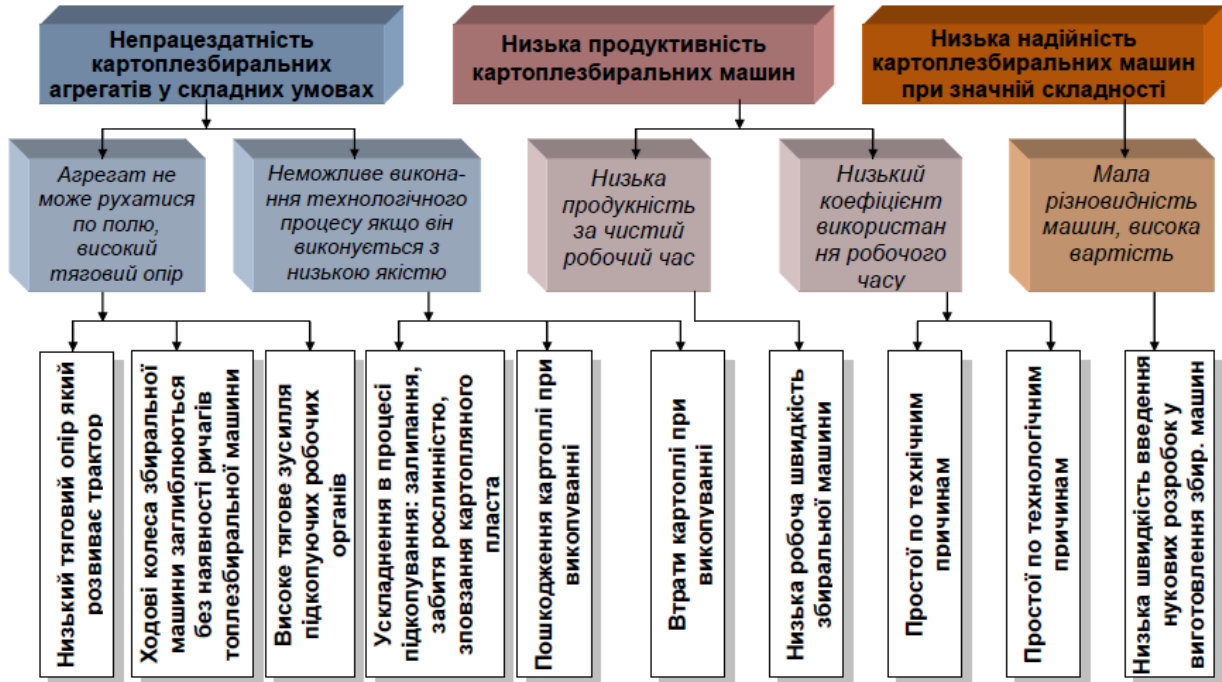 Непрацездатність
картоплезбиральних
агрегатів у складних умовах
Низька продуктивність
картоплезбиральних машин
Низька надійність
картоплезбиральних машин
при значній складності
Агрегат не
може рухатися
по полю,
високий
тяговий опір
Неможливе викона-
ння технологічного
процесу якщо він
виконується з
низькою якістю
Низька
продукність
за чистий
робочий час
Низький
коефіцієнт
використан
ня робочого
часу
Мала
різновидність
машин, висока
вартість
Низький тяговий опір який
розвиває трактор
Ходові колеса збиральної
машини заглиблюються
без наявності ричагів
топлезбиральної машини
Високе тягове зусилля
підкопуючих робочих
органів
Ускладнення в процесі
підкопування: залипання,
забитя рослинністю,
зповзання картопляного
пласта
Пошкодження картоплі при
викопуванні
Втрати картоплі при
викопуванні
Низька робоча швидкість
збиральної машини
Простої по технічним
причинам
Простої по технологічним
причинам
Низька швидкість введення
нукових розробок у
виготовлення збир. машин